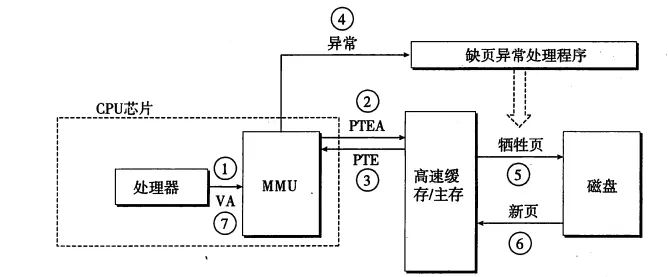 ④
异常
缺页异常处理程序
CPU芯片
②
PTEA
PTE
③
处理器
①
VA
⑦
MMU
高速缓
存/主存
牺牲页
⑤
新页
⑥
磁盘